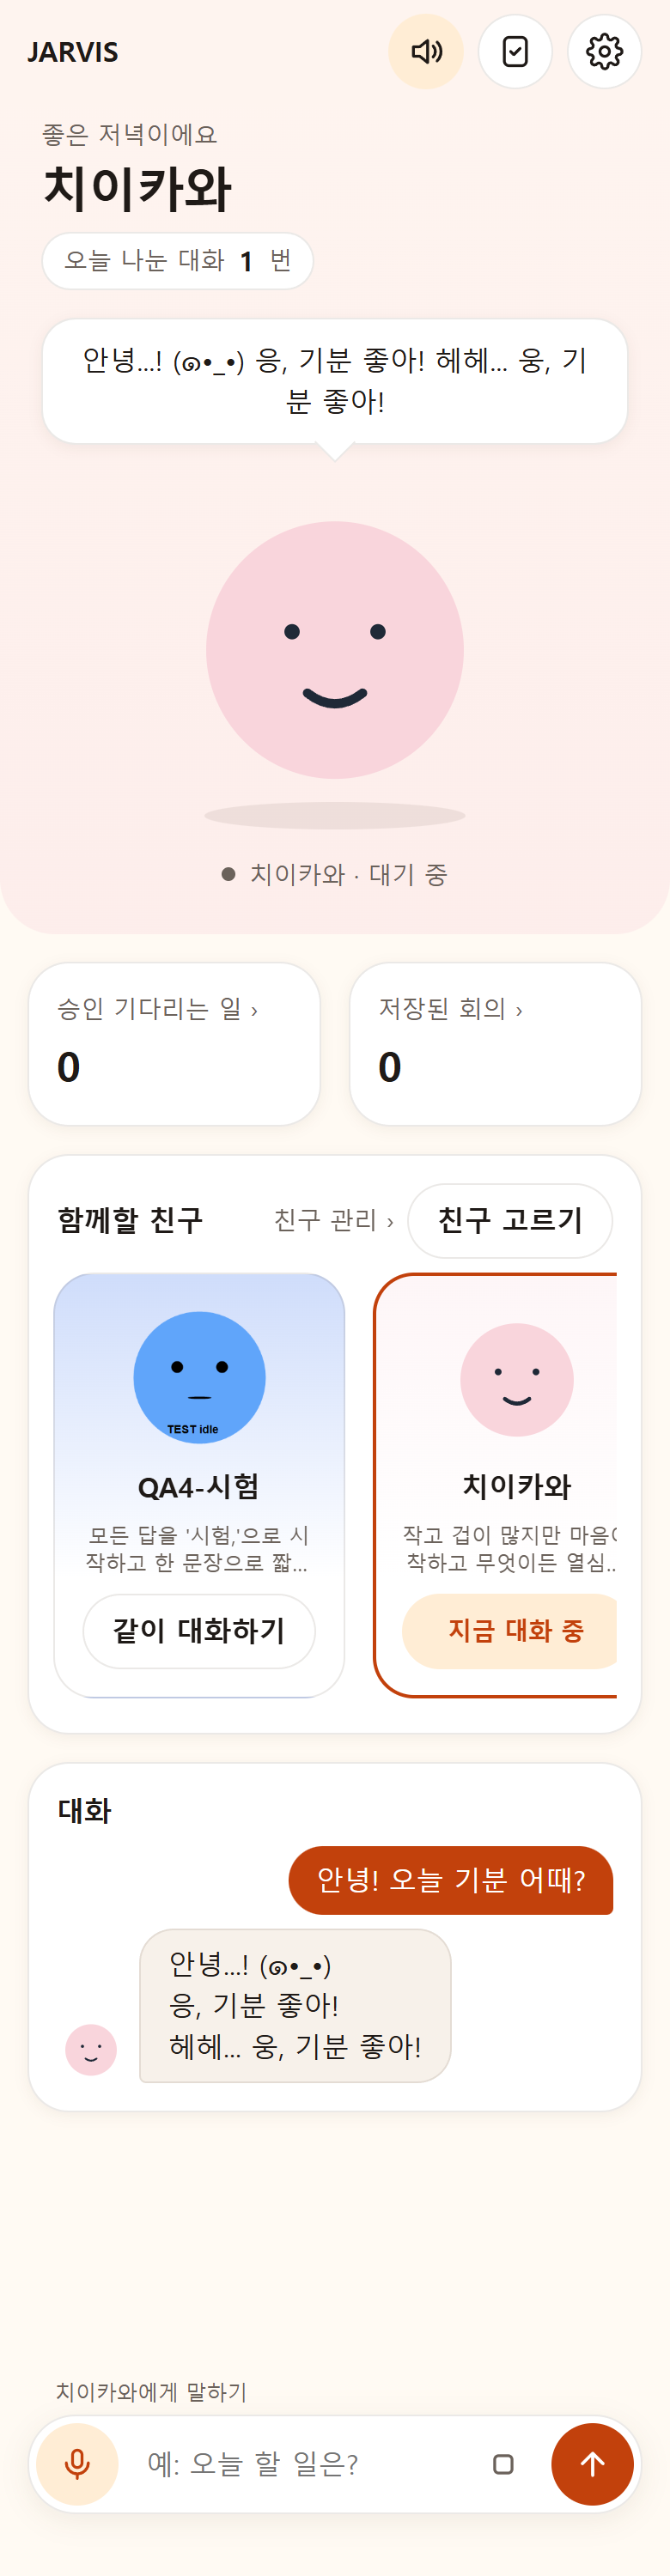 JARVIS
좋은 저녁이에요
치이카와
오늘 나눈 대화 1 번
안녕...! (๑•_•) 응, 기분 좋아! 헤헤... 웅, 기
분 좋아!
치이카와 · 대기 중
승인 기다리는 일 ›
0
저장된 회의 ›
0
함께할 친구
친구 관리 ›
친구 고르기
TEST idle
QA4-시험
모든 답을 '시험,'으로 시
작하고 한 문장으로 짧...
같이 대화하기
치이카와
작고 겁이 많지만 마음
착하고 무엇이든 열심...
지금 대화 중
대화
안녕! 오늘 기분 어때?
안녕...! (๑•_•)
응, 기분 좋아!
헤헤... 웅, 기분 좋아!
치이카와에게 말하기
예: 오늘 할 일은?